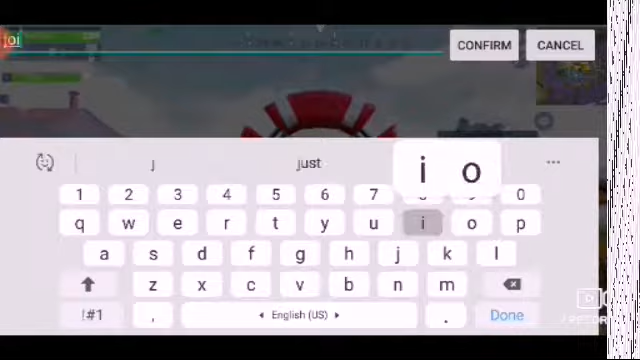 joi
CONFIRM CANCEL
j just
i o
1 2 3 4 5 6 7 0
q w e r t y u i o p
a s d f g h j k l
z x c v b n m
!#1 , English (US) . Done